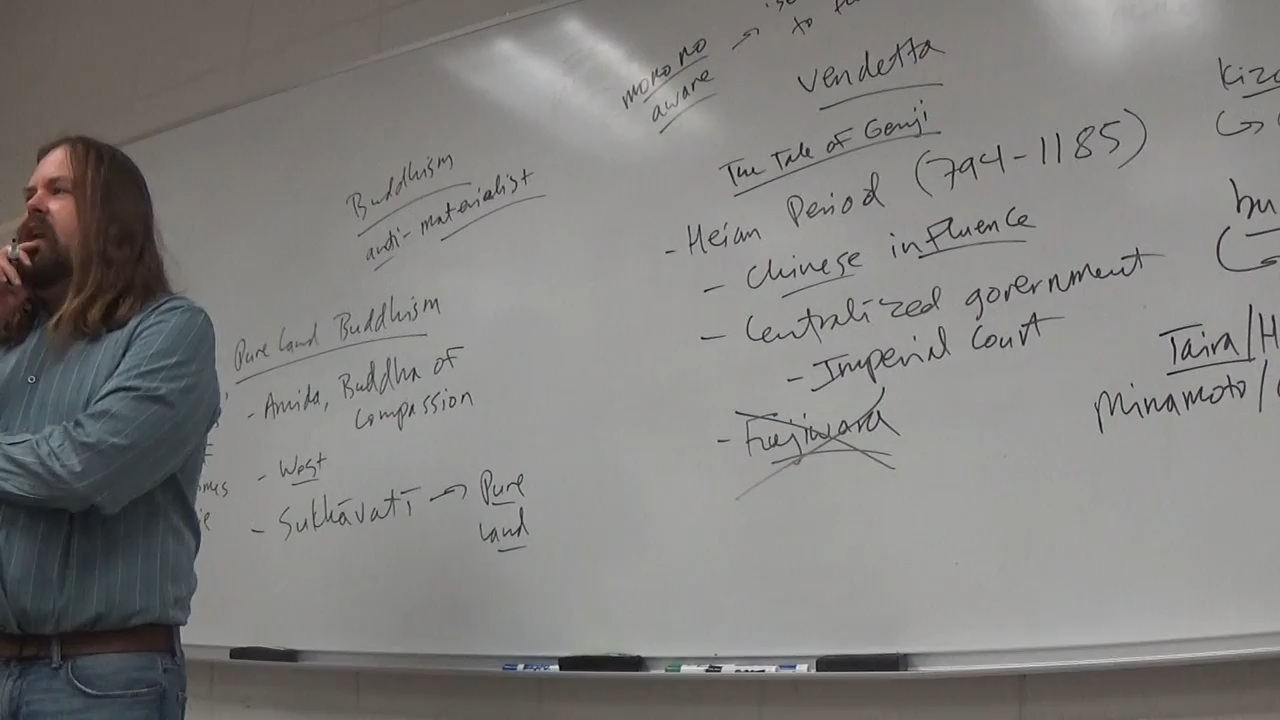 mono no
aware →
to
vendetta
Buddhism
anti-materialist
Pure Land Buddhism
- Amida, Buddha of
compassion
- West
- Sukhāvatī → Pure
Land
The Tale of Genji
- Heian Period (794-1185)
- Chinese influence
- Centralized government
- Imperial Court
- Fujiwara
Taira/H
Minamoto/